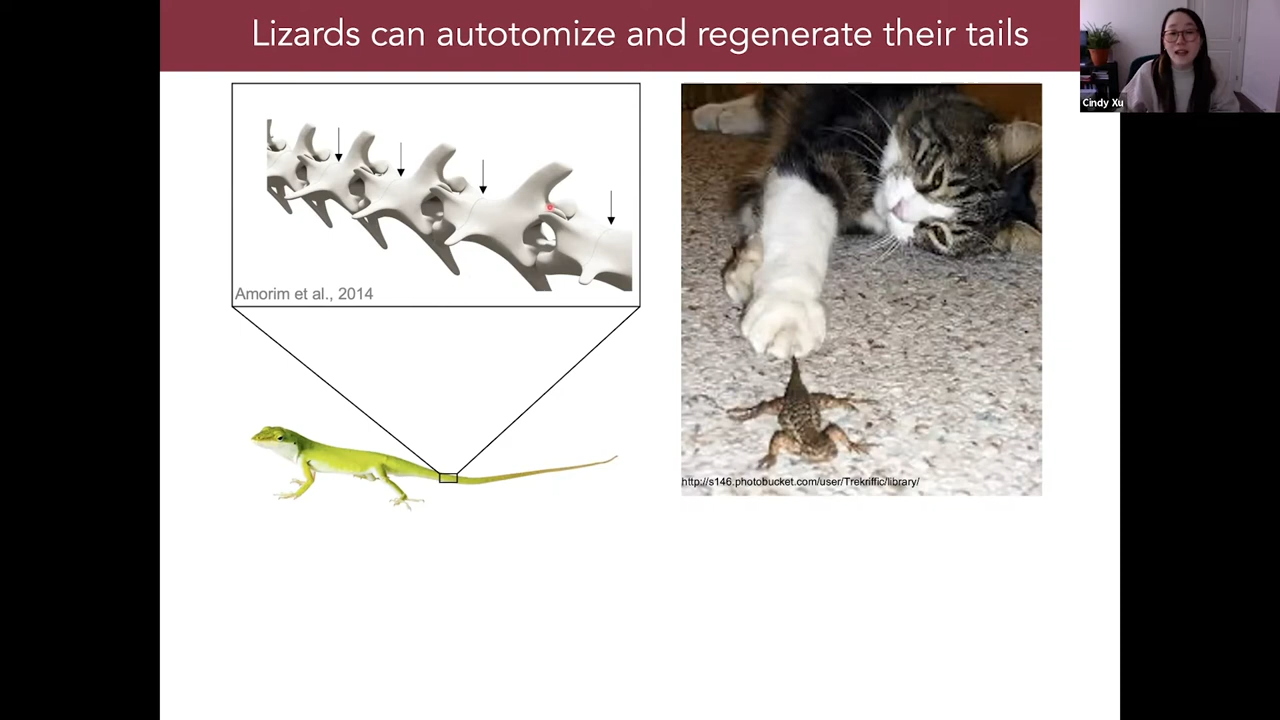 Lizards can autotomize and regenerate their tails
Cindy Xu
Amorim et al., 2014
http://s146.photobucket.com/user/Trekriffic/library/